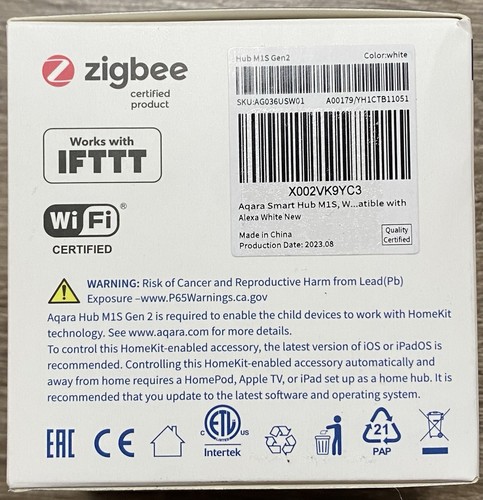 zigbee
certified
product
Hub M1S Gen2 Color:white
SKU:AG036USW01 A00179/YH1CTB11051
Works with
IFTTT
X002VK9YC3
Aqara Smart Hub M1S, W...atible with
Alexa White New
Wi Fi ®
CERTIFIED
Made in China
Production Date: 2023.08
Quality
Certified
WARNING: Risk of Cancer and Reproductive Harm from Lead(Pb)
Exposure –www.P65Warnings.ca.gov
Aqara Hub M1S Gen 2 is required to enable the child devices to work with HomeKit
technology. See www.aqara.com for more details.
To control this HomeKit-enabled accessory, the latest version of iOS or iPadOS is
recommended. Controlling this HomeKit-enabled accessory automatically and
away from home requires a HomePod, Apple TV, or iPad set up as a home hub. It is
recommended that you update to the latest software and operating system.
EAC CE C ETL US
Intertek
21
PAP